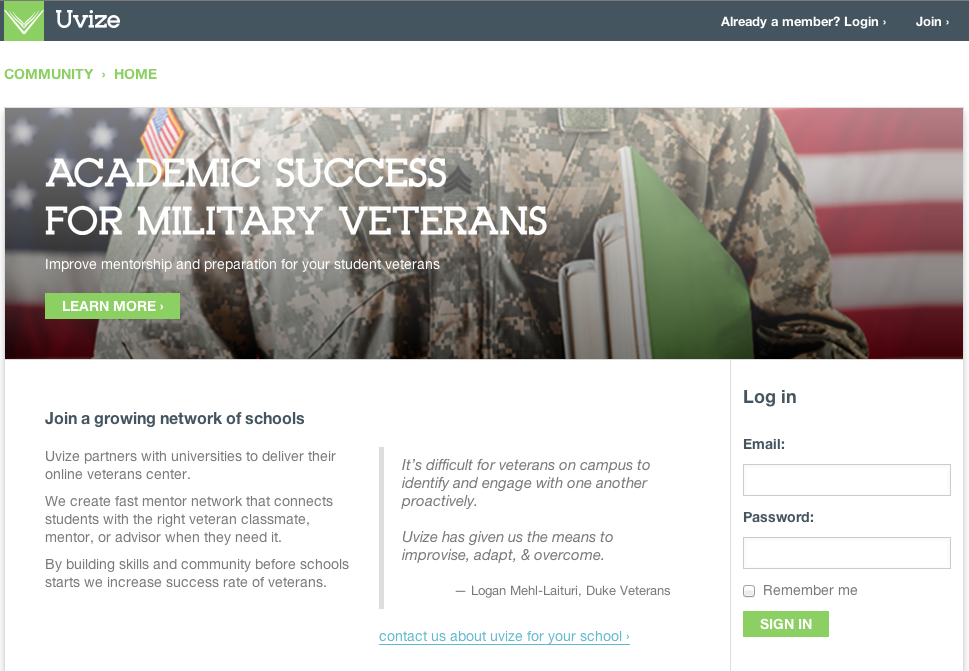 Uvize
Already a member? Login ›
Join ›
COMMUNITY › HOME
ACADEMIC SUCCESS
FOR MILITARY VETERANS
Improve mentorship and preparation for your student veterans
LEARN MORE ›
Join a growing network of schools
Uvize partners with universities to deliver their
online veterans center.
We create fast mentor network that connects
students with the right veteran classmate,
mentor, or advisor when they need it.
By building skills and community before schools
starts we increase success rate of veterans.
It's difficult for veterans on campus to
identify and engage with one another
proactively.
Uvize has given us the means to
improvise, adapt, & overcome.
— Logan Mehl-Laituri, Duke Veterans
contact us about uvize for your school ›
Log in
Email:
Password:
Remember me
SIGN IN